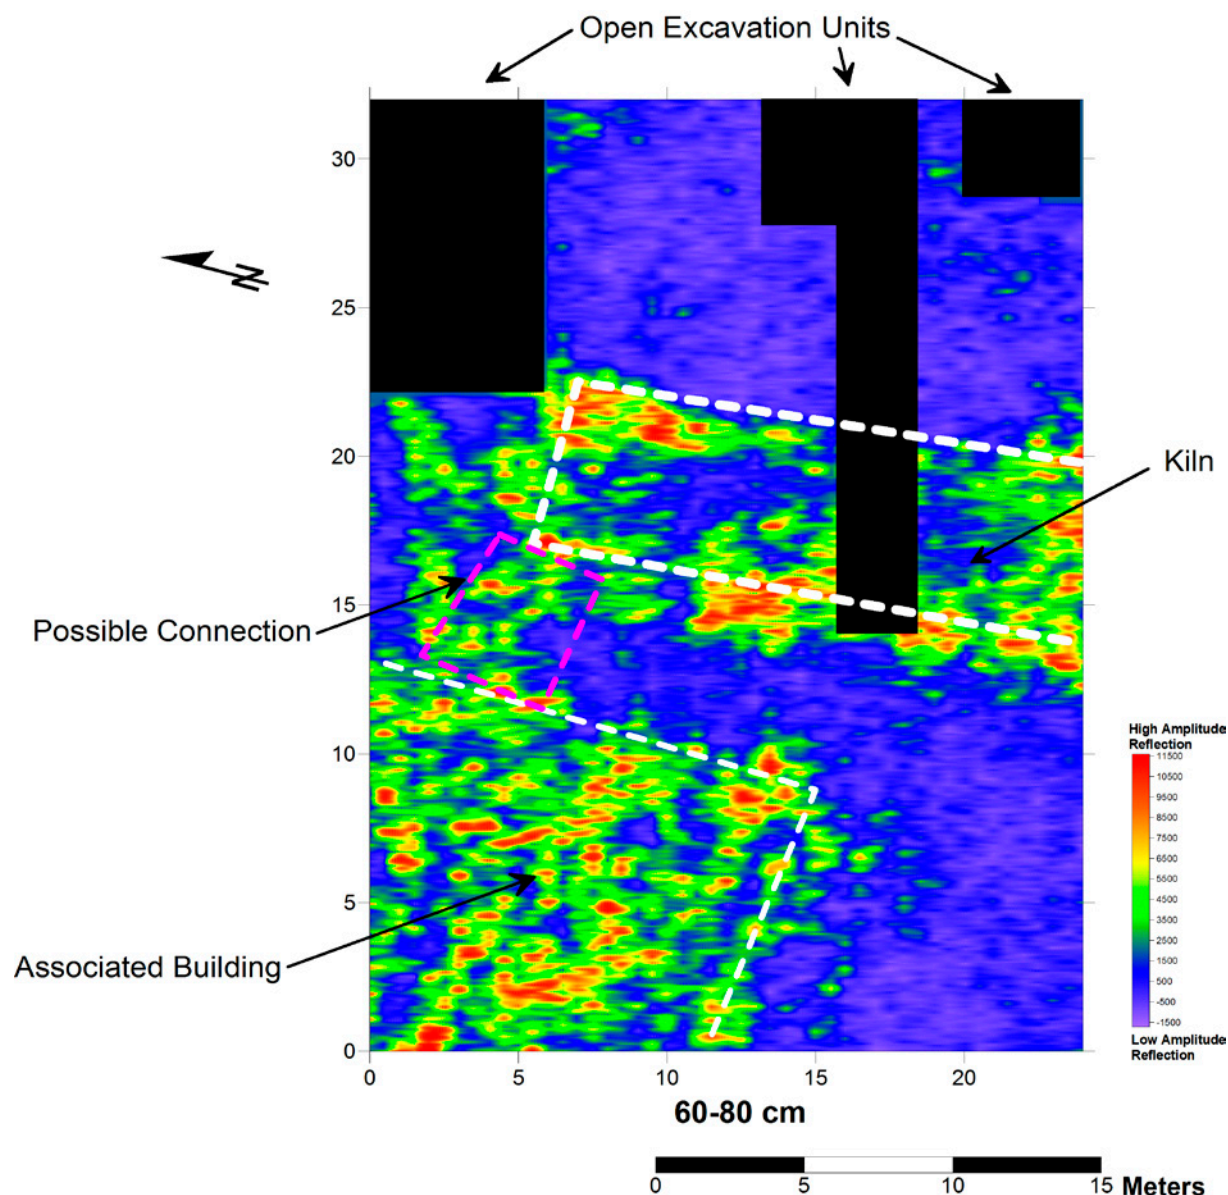 Open Excavation Units
30
25
20
15
10
5
0
N
Kiln
Possible Connection
Associated Building
High Amplitude
Reflection
11500
10500
9500
8500
7500
6500
5500
4500
3500
2500
1500
500
-500
-1500
Low Amplitude
Reflection
0 5 10 15 20
60-80 cm
0 5 10 15 Meters